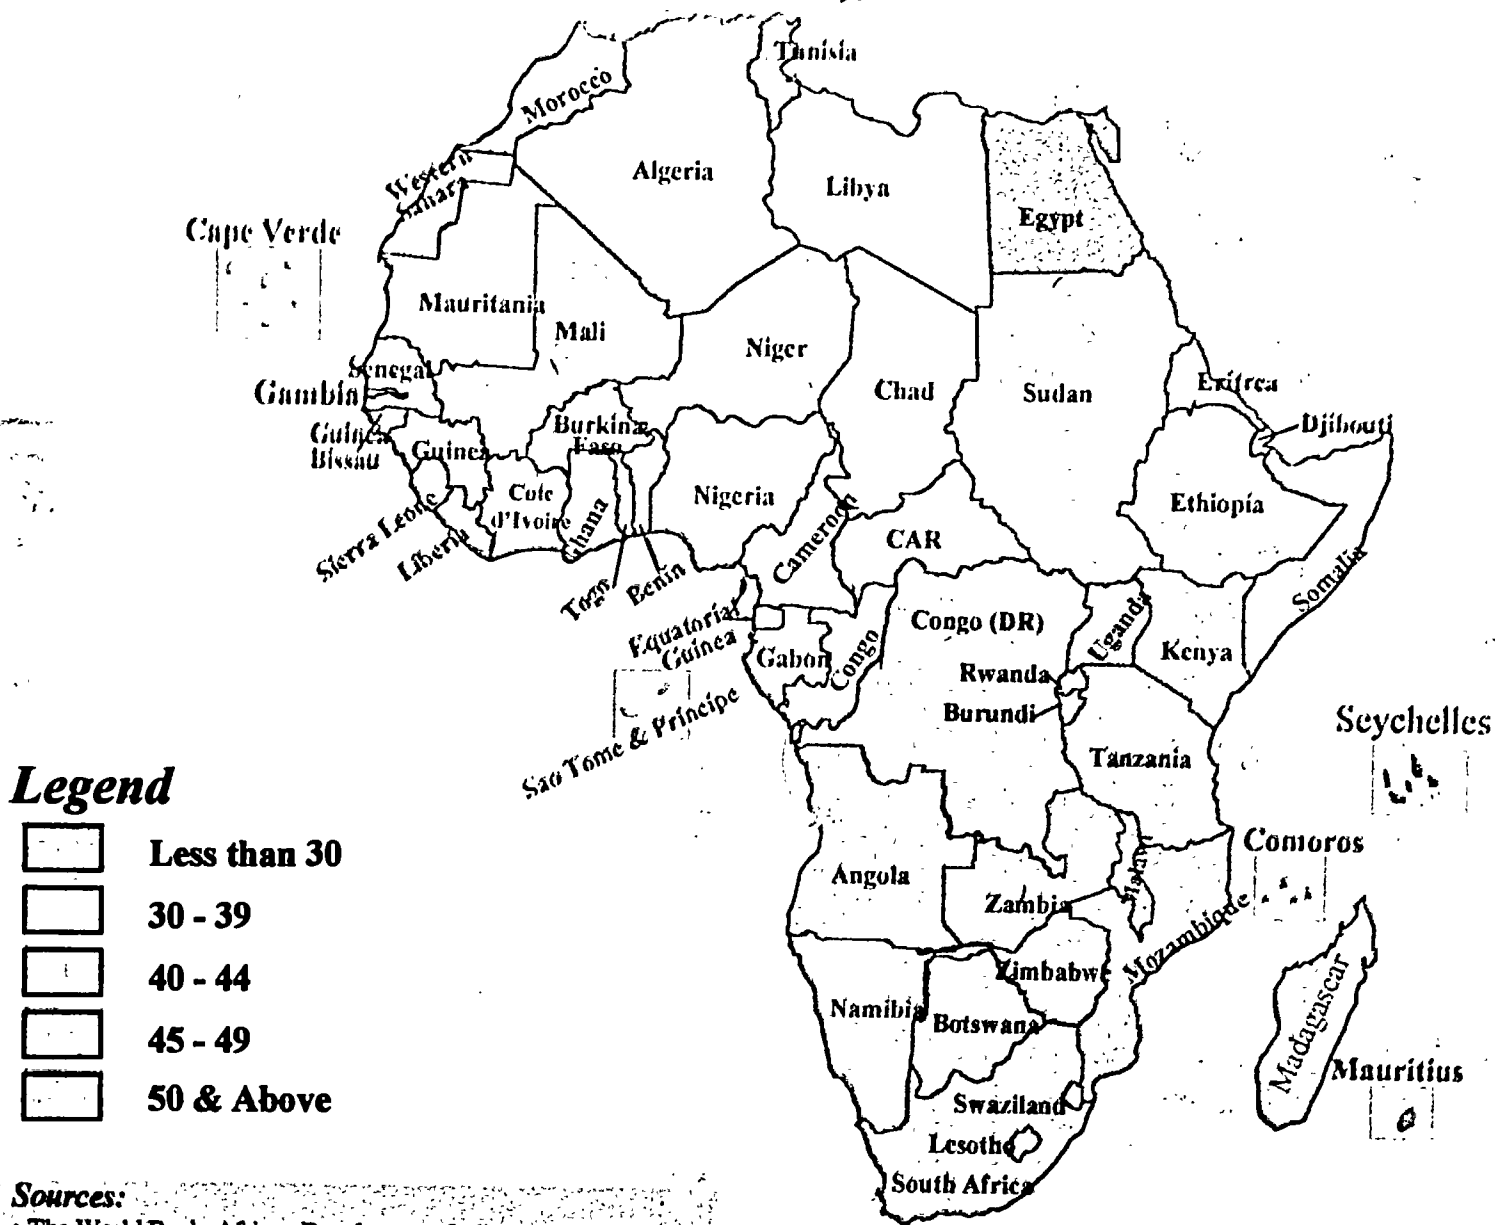 Tunisia
Morocco
Algeria
Libya
Egypt
Western
Sahara
Cape Verde
Mauritania
Mali
Niger
Chad
Sudan
Eritrea
Senegal
Gambia
Djibouti
Guinea
Bissau
Guinea
Burkina
Faso
Nigeria
Ethiopia
Cote
d'Ivoire
Ghana
Sierra Leone
Liberia
Togo
Benin
Cameroon
CAR
Somalia
Equatorial
Guinea
Gabon
Congo
Congo (DR)
Uganda
Kenya
Rwanda
Burundi
Sao Tome & Principe
Tanzania
Seychelles
Comoros
Angola
Zambia
Malawi
Mozambique
Zimbabwe
Namibia
Botswana
Madagascar
Mauritius
Swaziland
Lesotho
South Africa
Legend
Less than 30
30 - 39
40 - 44
45 - 49
50 & Above
Sources: